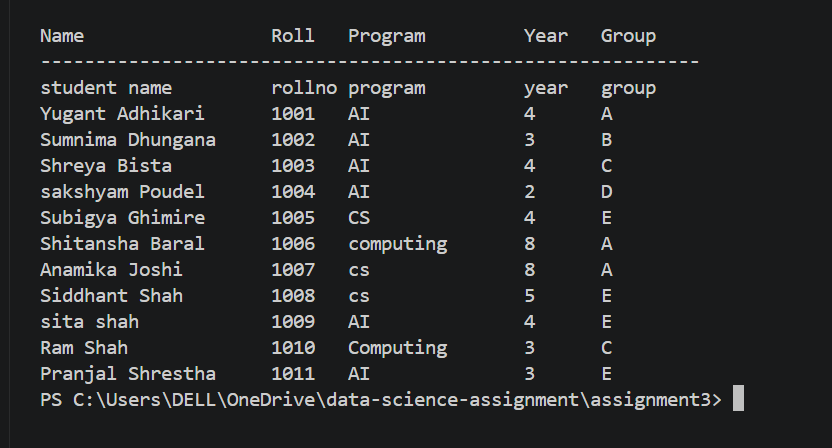 Name Roll Program Year Group
------------------------------------------------------------
student name rollno program year group
Yugant Adhikari 1001 AI 4 A
Sumnima Dhungana 1002 AI 3 B
Shreya Bista 1003 AI 4 C
sakshyam Poudel 1004 AI 2 D
Subigya Ghimire 1005 CS 4 E
Shitansha Baral 1006 computing 8 A
Anamika Joshi 1007 cs 8 A
Siddhant Shah 1008 cs 5 E
sita shah 1009 AI 4 E
Ram Shah 1010 Computing 3 C
Pranjal Shrestha 1011 AI 3 E
PS C:\Users\DELL\OneDrive\data-science-assignment\assignment3>